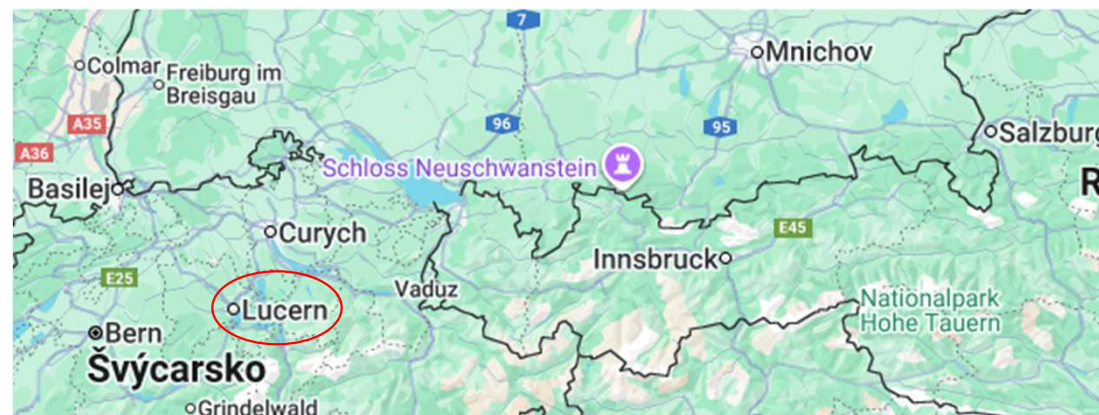 7
Mnichov
Colmar
Freiburg im
Breisgau
A35
96
95
Salzburg
A36
Schloss Neuschwanstein
Basilej
R
Curych
E45
Innsbruck
E25
Vaduz
Lucern
Nationalpark
Hohe Tauern
Bern
Švýcarsko
Grindelwald